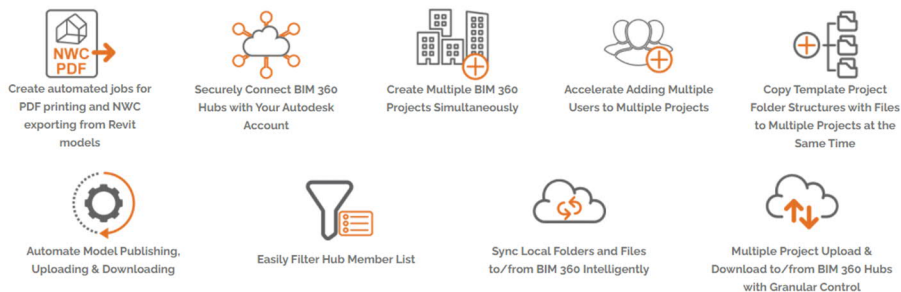 NWC
PDF
Create automated jobs for
PDF printing and NWC
exporting from Revit
models
Securely Connect BIM 360
Hubs with Your Autodesk
Account
Create Multiple BIM 360
Projects Simultaneously
Accelerate Adding Multiple
Users to Multiple Projects
Copy Template Project
Folder Structures with Files
to Multiple Projects at the
Same Time
Automate Model Publishing,
Uploading & Downloading
Easily Filter Hub Member List
Sync Local Folders and Files
to/from BIM 360 Intelligently
Multiple Project Upload &
Download to/from BIM 360 Hubs
with Granular Control